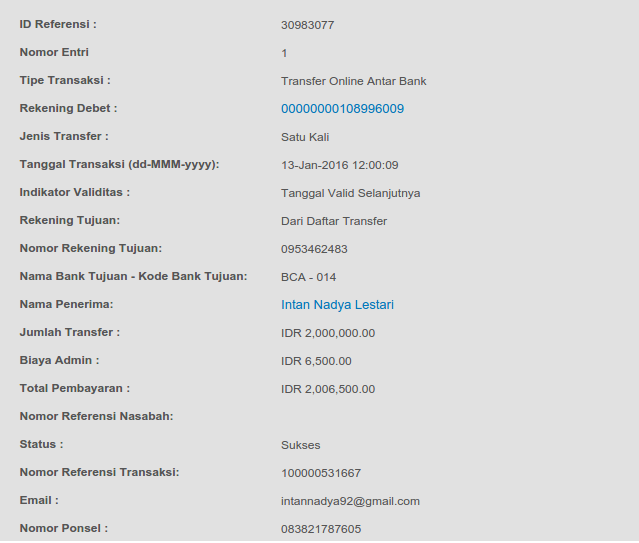 ID Referensi : 30983077
Nomor Entri 1
Tipe Transaksi : Transfer Online Antar Bank
Rekening Debet : 00000000108996009
Jenis Transfer : Satu Kali
Tanggal Transaksi (dd-MMM-yyyy): 13-Jan-2016 12:00:09
Indikator Validitas : Tanggal Valid Selanjutnya
Rekening Tujuan: Dari Daftar Transfer
Nomor Rekening Tujuan: 0953462483
Nama Bank Tujuan - Kode Bank Tujuan: BCA - 014
Nama Penerima: Intan Nadya Lestari
Jumlah Transfer : IDR 2,000,000.00
Biaya Admin : IDR 6,500.00
Total Pembayaran : IDR 2,006,500.00
Nomor Referensi Nasabah:
Status : Sukses
Nomor Referensi Transaksi: 100000531667
Email : intannadya92@gmail.com
Nomor Ponsel : 083821787605